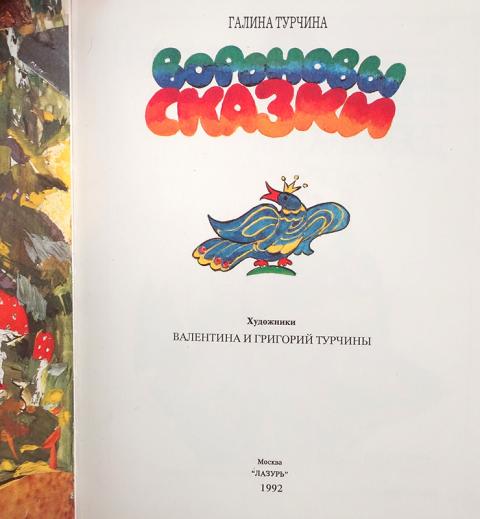 ГАЛИНА ТУРЧИНА
ВОРОНОВЫ
СКАЗКИ
Художники
ВАЛЕНТИНА И ГРИГОРИЙ ТУРЧИНЫ
Москва
"ЛАЗУРЬ"
1992